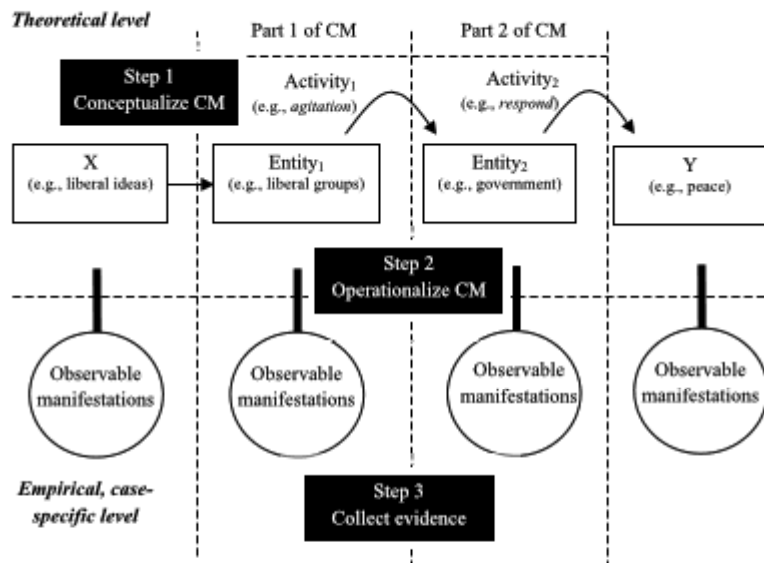 Theoretical level
Part 1 of CM
Part 2 of CM
Step 1
Conceptualize CM
Activity₁
(e.g., agitation)
Activity₂
(e.g., respond)
X
(e.g., liberal ideas)
Entity₁
(e.g., liberal groups)
Entity₂
(e.g., government)
Y
(e.g., peace)
Step 2
Operationalize CM
Observable
manifestations
Observable
manifestations
Observable
manifestations
Observable
manifestations
Empirical, case-
specific level
Step 3
Collect evidence